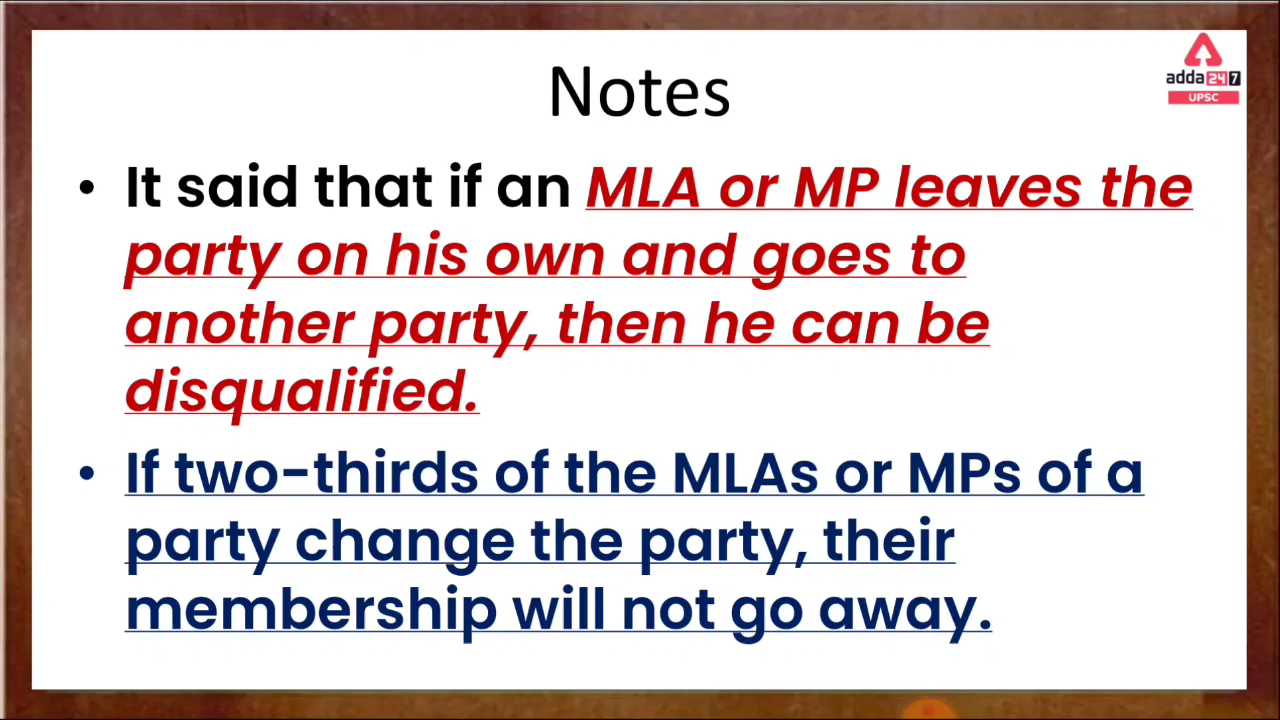 Notes
adda247
UPSC
• It said that if an MLA or MP leaves the
party on his own and goes to
another party, then he can be
disqualified.
• If two-thirds of the MLAs or MPs of a
party change the party, their
membership will not go away.